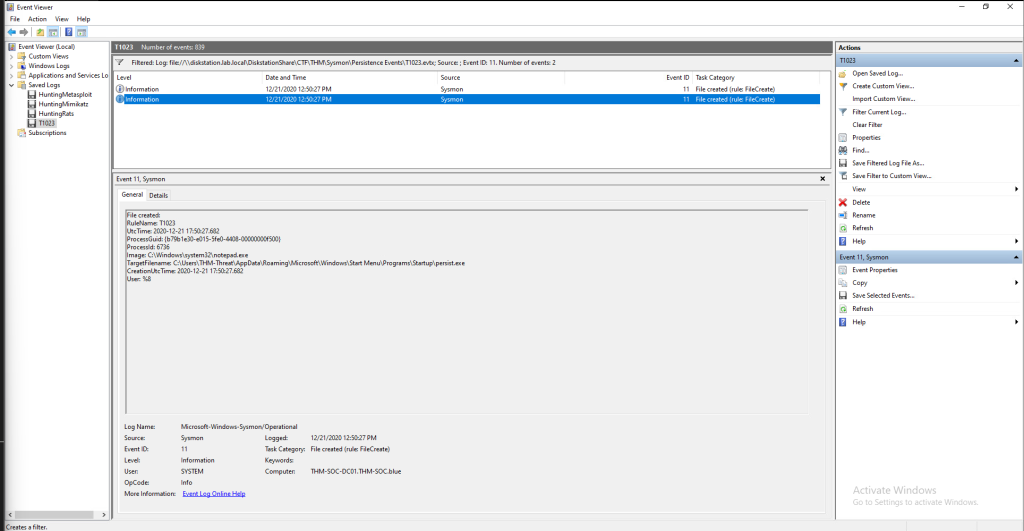 Event Viewer
File Action View Help
Event Viewer (Local)
Custom Views
Windows Logs
Applications and Services Lo
Saved Logs
HuntingMetasploit
HuntingMimikatz
HuntingRats
T1023
Subscriptions
T1023 Number of events: 839
Filtered: Log: file://\\diskstation.lab.local\DiskstationShare\CTF\THM\Sysmon\Persistence Events\T1023.evtx; Source: ; Event ID: 11. Number of events: 2
Level Date and Time Source Event ID Task Category
Information 12/21/2020 12:50:27 PM Sysmon 11 File created (rule: FileCreate)
Information 12/21/2020 12:50:27 PM Sysmon 11 File created (rule: FileCreate)
Event 11, Sysmon
General Details
File created:
RuleName: T1023
UtcTime: 2020-12-21 17:50:27.682
ProcessGuid: {b79b1e30-e015-5fe0-4408-00000000f500}
ProcessId: 6736
Image: C:\Windows\system32\notepad.exe
TargetFilename: C:\Users\THM-Threat\AppData\Roaming\Microsoft\Windows\Start Menu\Programs\Startup\persist.exe
CreationUtcTime: 2020-12-21 17:50:27.682
User: %8
Log Name: Microsoft-Windows-Sysmon/Operational
Source: Sysmon Logged: 12/21/2020 12:50:27 PM
Event ID: 11 Task Category: File created (rule: FileCreate)
Level: Information Keywords:
User: SYSTEM Computer: THM-SOC-DC01.THM-SOC.blue
OpCode: Info
More Information: Event Log Online Help
Actions
T1023
Open Saved Log...
Create Custom View...
Import Custom View...
Filter Current Log...
Clear Filter
Properties
Find...
Save Filtered Log File As...
Save Filter to Custom View...
View
Delete
Rename
Refresh
Help
Event 11, Sysmon
Event Properties
Copy
Save Selected Events...
Refresh
Help
Activate Windows
Go to Settings to activate Windows.
Creates a filter.